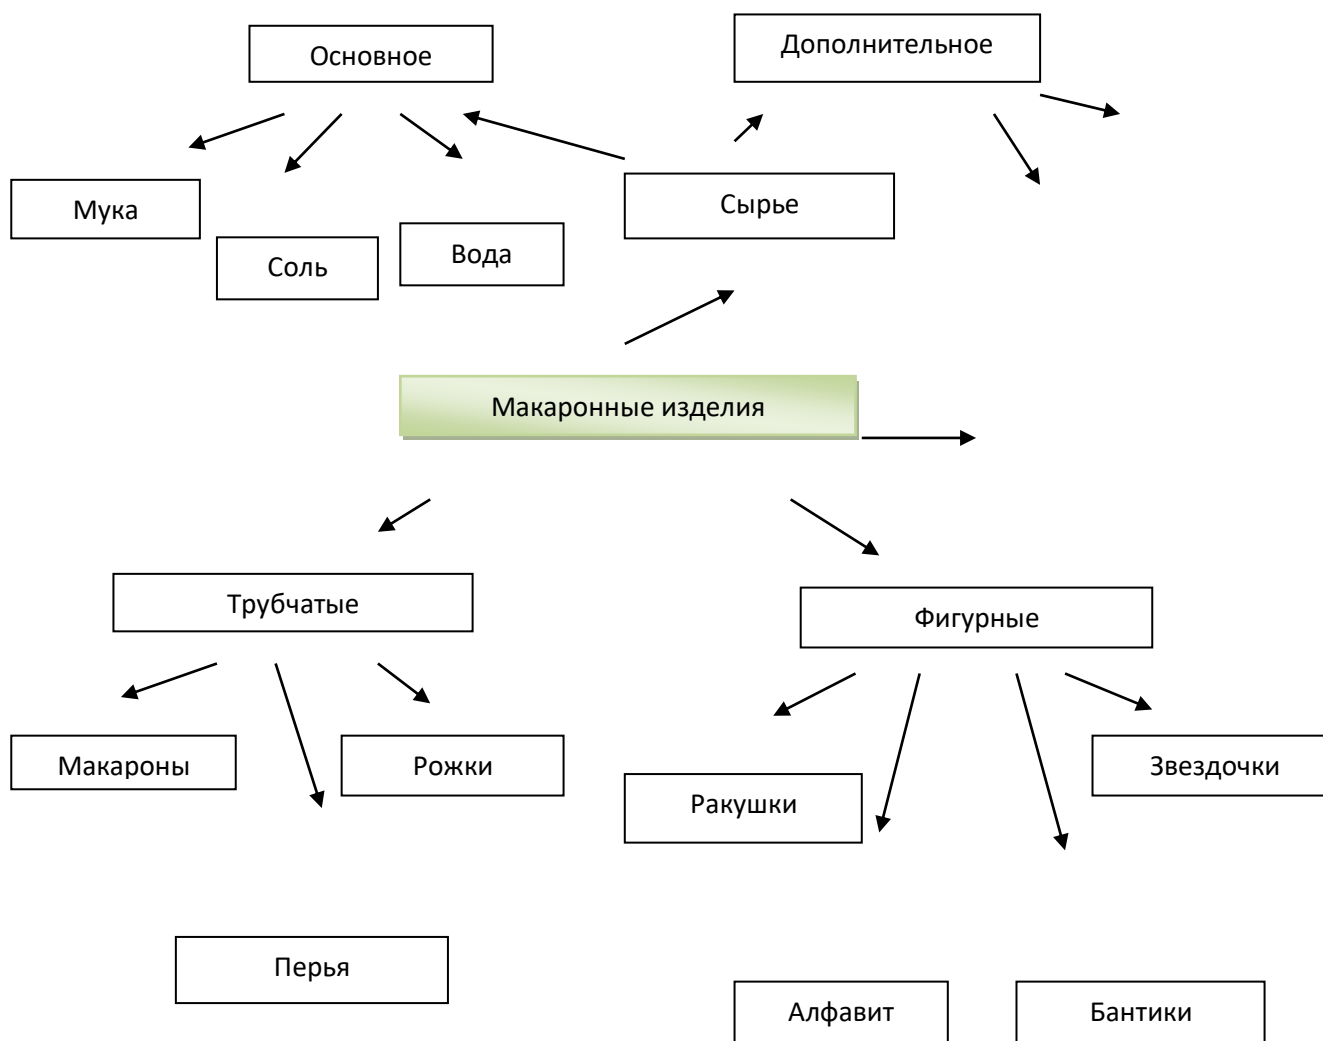 Основное
Дополнительное
Мука
Соль
Вода
Сырье
Макаронные изделия
Трубчатые
Фигурные
Макароны
Рожки
Ракушки
Звездочки
Перья
Алфавит
Бантики